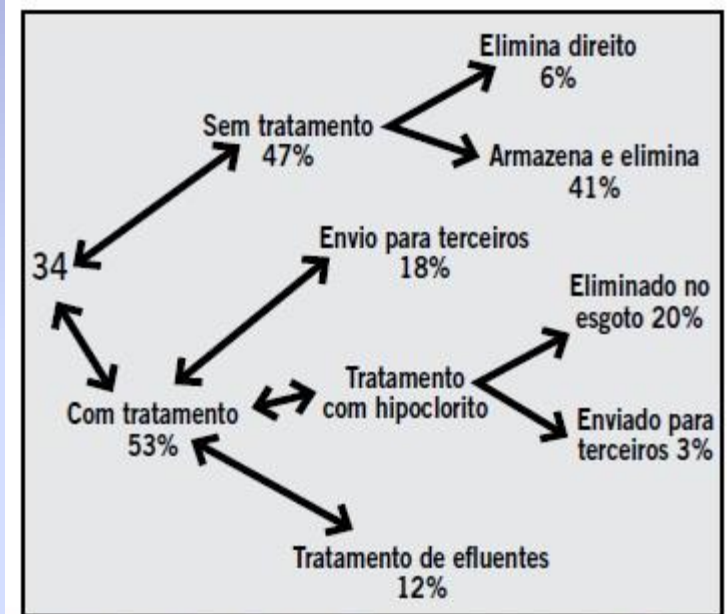 Elimina direito
6%
Sem tratamento
47%
Armazena e elimina
41%
Envio para terceiros
18%
34
Eliminado no
esgoto 20%
Tratamento
com hipoclorito
Com tratamento
53%
Enviado para
terceiros 3%
Tratamento de efluentes
12%